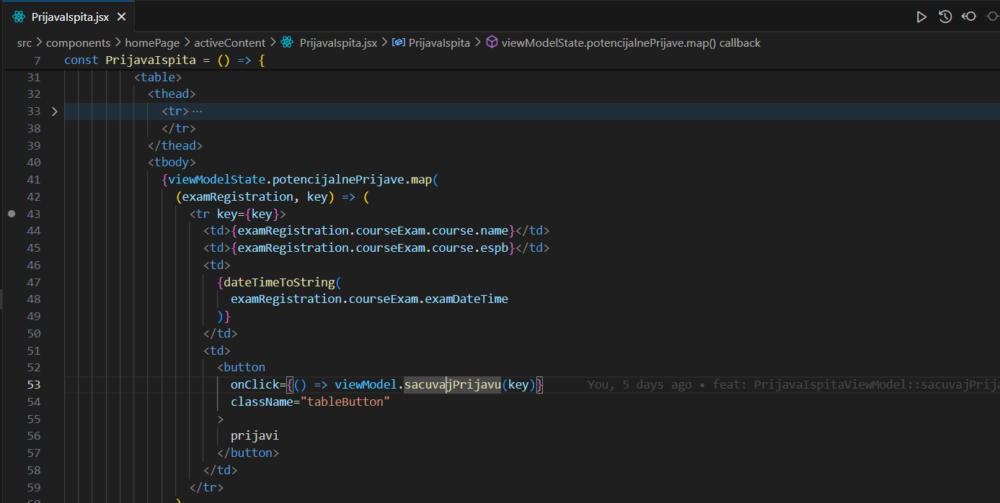 PrijavaIspita.jsx
src > components > homePage > activeContent > PrijavaIspita.jsx > PrijavaIspita > viewModelState.potencijalnePrijave.map() callback
7 const PrijavaIspita = () => {
31 <table>
32 <thead>
33 <tr> ···
38 </tr>
39 </thead>
40 <tbody>
41 {viewModelState.potencijalnePrijave.map(
42 (examRegistration, key) => (
43 <tr key={key}>
44 <td>{examRegistration.courseExam.course.name}</td>
45 <td>{examRegistration.courseExam.course.espb}</td>
46 <td>
47 {dateTimeToString(
48 examRegistration.courseExam.examDateTime
49 )}
50 </td>
51 <td>
52 <button
53 onClick={() => viewModel.sacuvajPrijavu(key)} You, 5 days ago • feat: PrijavaIspitaViewModel::sacuvajPrija
54 className="tableButton"
55 >
56 prijavi
57 </button>
58 </td>
59 </tr>
60 )